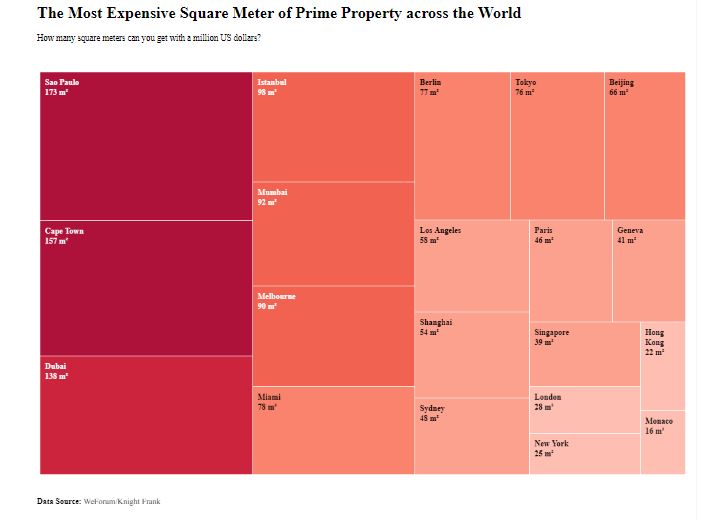 The Most Expensive Square Meter of Prime Property across the World
How many square meters can you get with a million US dollars?
Sao Paulo
173 m²
Cape Town
157 m²
Dubai
138 m²
Istanbul
98 m²
Mumbai
92 m²
Melbourne
90 m²
Miami
78 m²
Berlin
77 m²
Tokyo
76 m²
Beijing
66 m²
Los Angeles
58 m²
Shanghai
54 m²
Sydney
48 m²
Paris
46 m²
Geneva
41 m²
Singapore
39 m²
London
28 m²
New York
25 m²
Hong
Kong
22 m²
Monaco
16 m²
Data Source: WeForum/Knight Frank